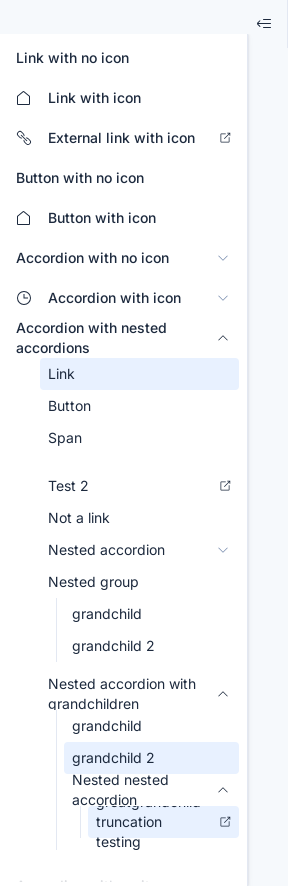 Link with no icon
Link with icon
External link with icon
Button with no icon
Button with icon
Accordion with no icon
Accordion with icon
Accordion with nested
accordions
Link
Button
Span
Test 2
Not a link
Nested accordion
Nested group
grandchild
grandchild 2
Nested accordion with
grandchildren
grandchild
grandchild 2
Nested nested
accordion
greatgrandchild
truncation
testing